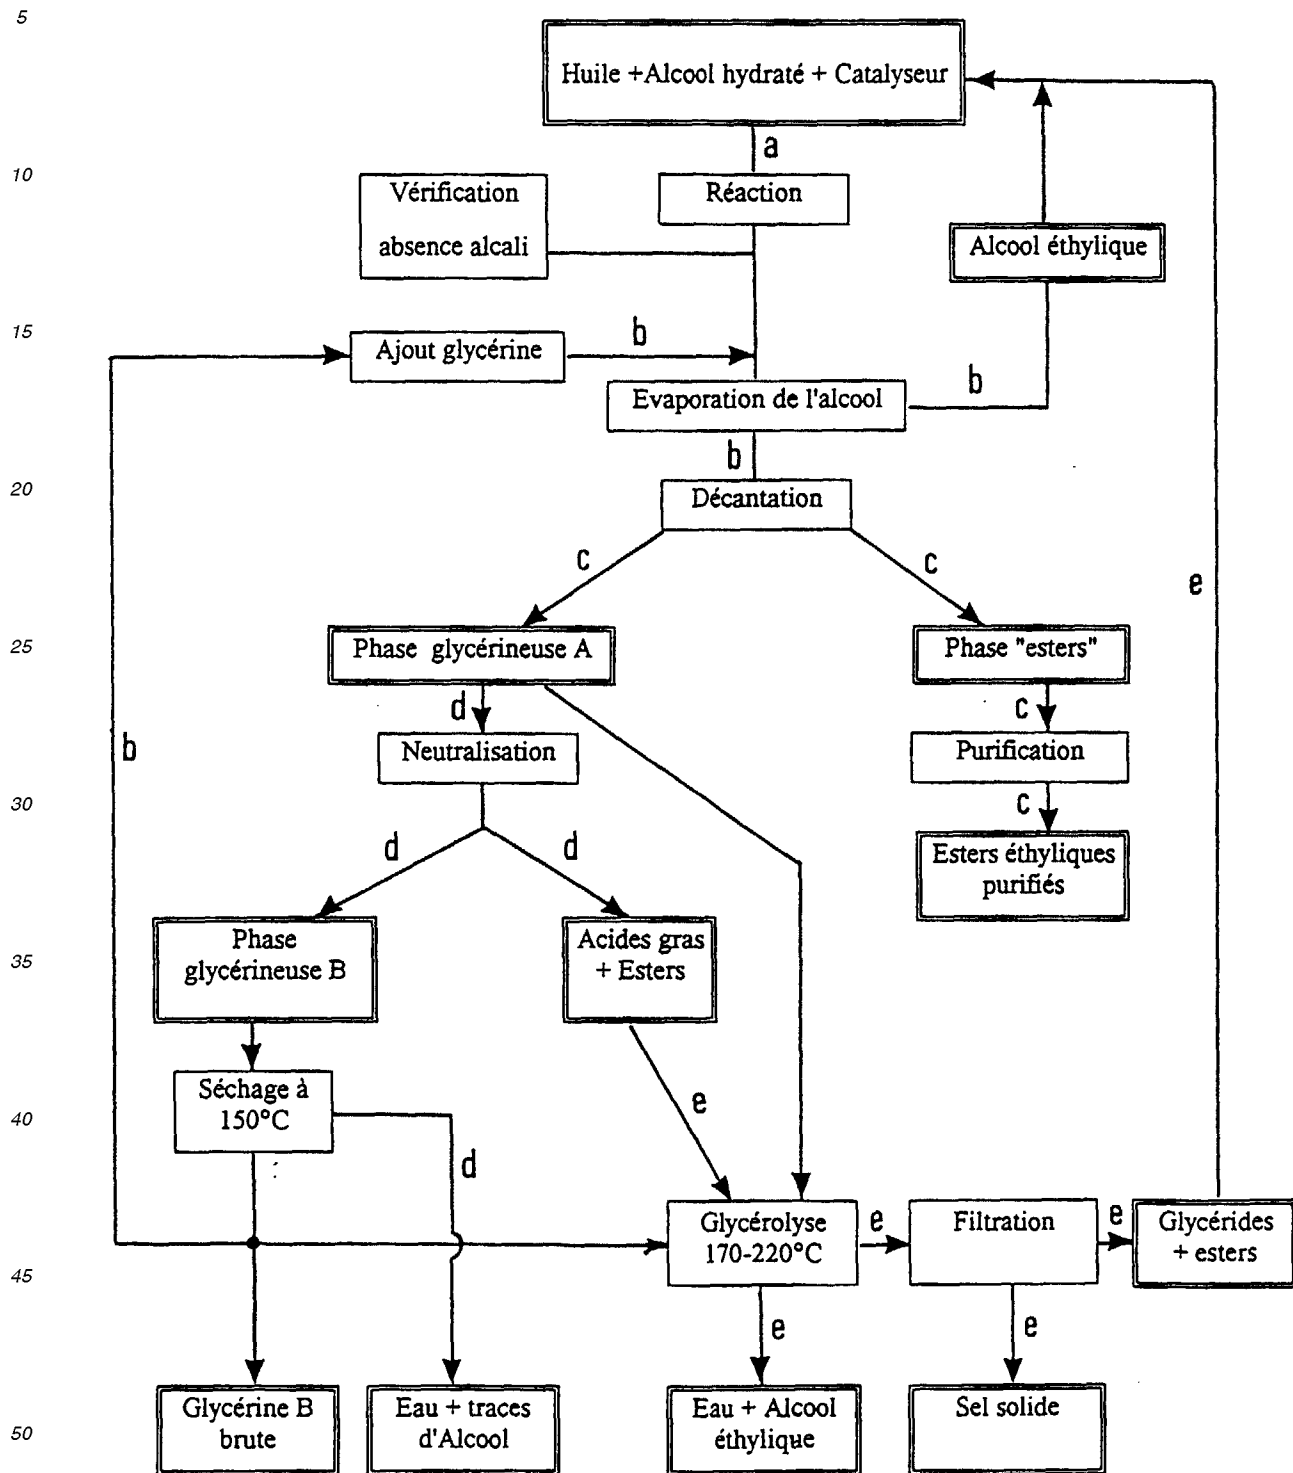 5
Huile +Alcool hydraté + Catalyseur
a
10
Vérification
absence alcali
Réaction
Alcool éthylique
15
Ajout glycérine
b
Evaporation de l'alcool
b
b
20
Décantation
c
c
e
25
Phase glycérineuse A
Phase "esters"
d
c
b
Neutralisation
Purification
30
c
d
d
Esters éthyliques
purifiés
35
Phase
glycérineuse B
Acides gras
+ Esters
40
Séchage à
150°C
e
d
Glycérolyse
170-220°C
e
Filtration
e
Glycérides
+ esters
45
e
e
50
Glycérine B
brute
Eau + traces
d'Alcool
Eau + Alcool
éthylique
Sel solide